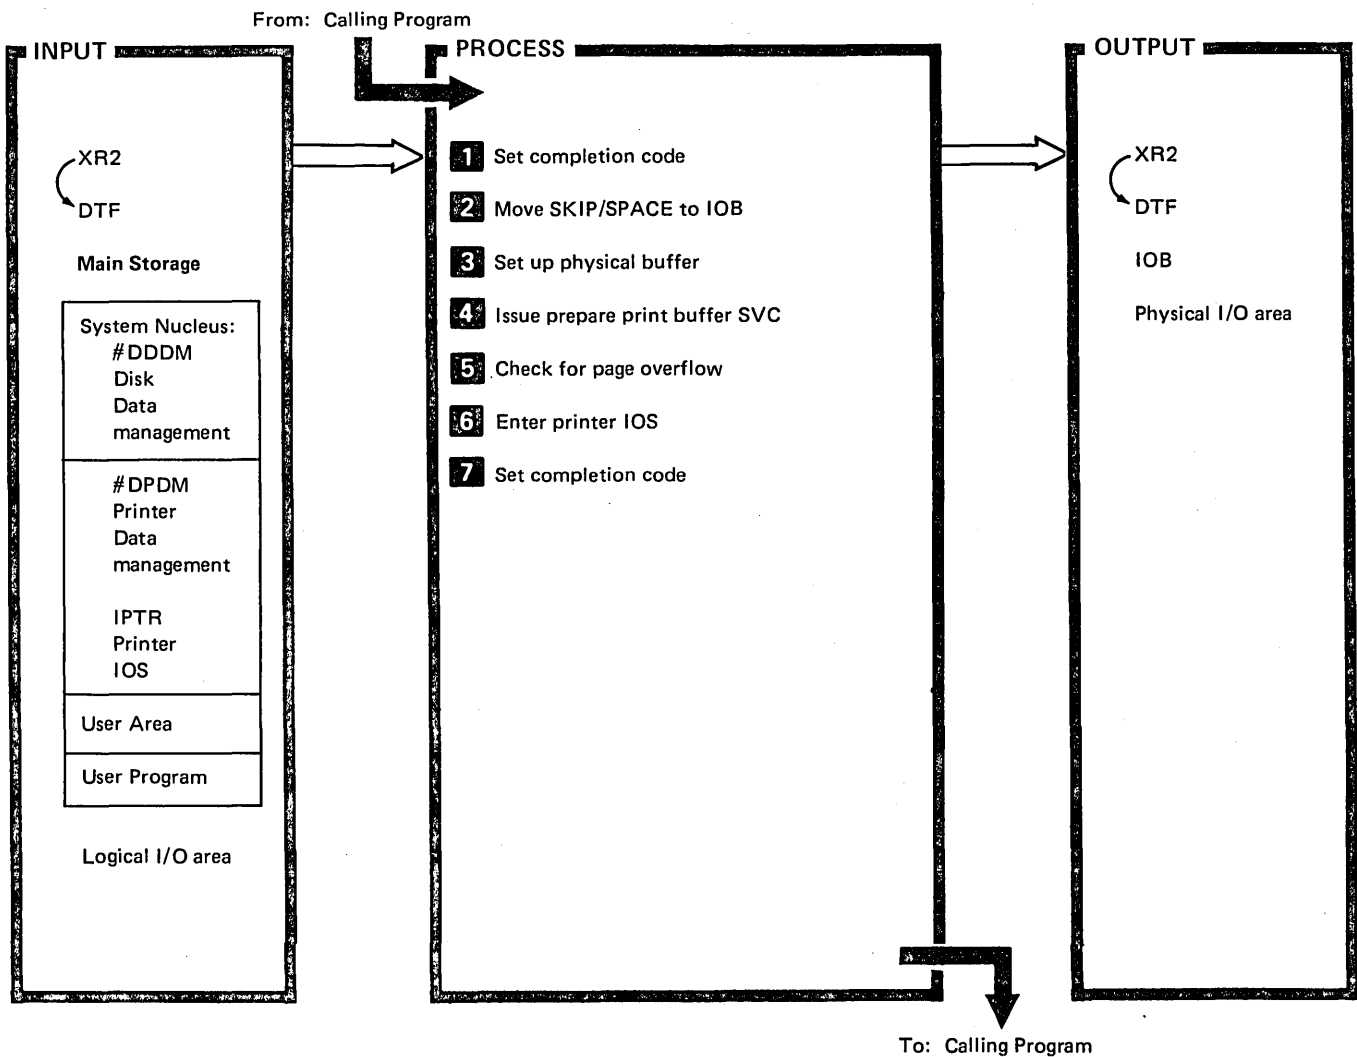 From: Calling Program
INPUT
XR2
DTF
Main Storage
System Nucleus:
#DDDM
Disk
Data
management
#DPDM
Printer
Data
management
IPTR
Printer
IOS
User Area
User Program
Logical I/O area
PROCESS
1 Set completion code
2 Move SKIP/SPACE to IOB
3 Set up physical buffer
4 Issue prepare print buffer SVC
5 Check for page overflow
6 Enter printer IOS
7 Set completion code
OUTPUT
XR2
DTF
IOB
Physical I/O area
To: Calling Program